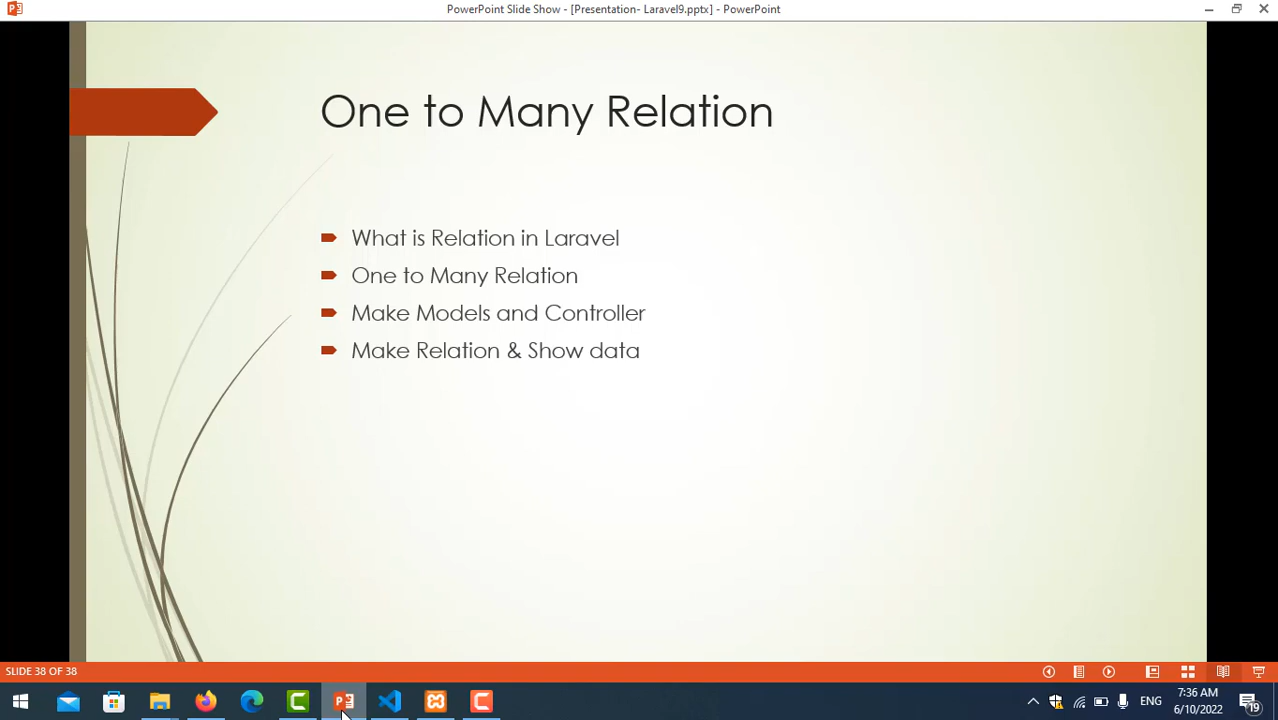 PowerPoint Slide Show - [Presentation- Laravel9.pptx] - PowerPoint
One to Many Relation
What is Relation in Laravel
One to Many Relation
Make Models and Controller
Make Relation & Show data
SLIDE 38 OF 38
ENG
7:36 AM
6/10/2022
19